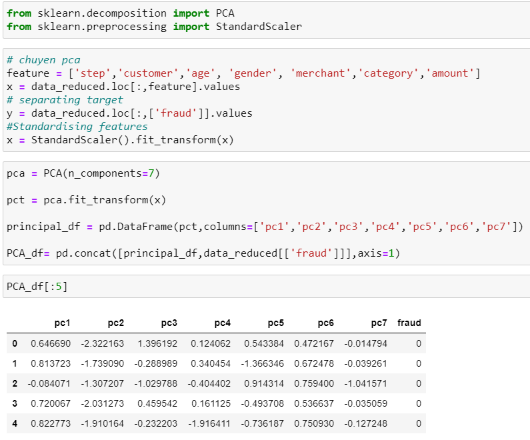 from sklearn.decomposition import PCA
from sklearn.preprocessing import StandardScaler
# chuyen pca
feature = ['step','customer','age', 'gender', 'merchant','category','amount']
x = data_reduced.loc[:,feature].values
# separating target
y = data_reduced.loc[:,['fraud']].values
#Standardising features
x = StandardScaler().fit_transform(x)
pca = PCA(n_components=7)
pct = pca.fit_transform(x)
principal_df = pd.DataFrame(pct,columns=['pc1','pc2','pc3','pc4','pc5','pc6','pc7'])
PCA_df= pd.concat([principal_df,data_reduced[['fraud']]],axis=1)
PCA_df[:5]
pc1 pc2 pc3 pc4 pc5 pc6 pc7 fraud
0 0.646690 -2.322163 1.396192 0.124062 0.543384 0.472167 -0.014794 0
1 0.813723 -1.739090 -0.288989 0.340454 -1.366346 0.672478 -0.039261 0
2 -0.084071 -1.307207 -1.029788 -0.404402 0.914314 0.759400 -1.041571 0
3 0.720067 -2.031273 0.459542 0.161125 -0.493708 0.536637 -0.035059 0
4 0.822773 -1.910164 -0.232203 -1.916411 -0.736187 0.750930 -0.127248 0